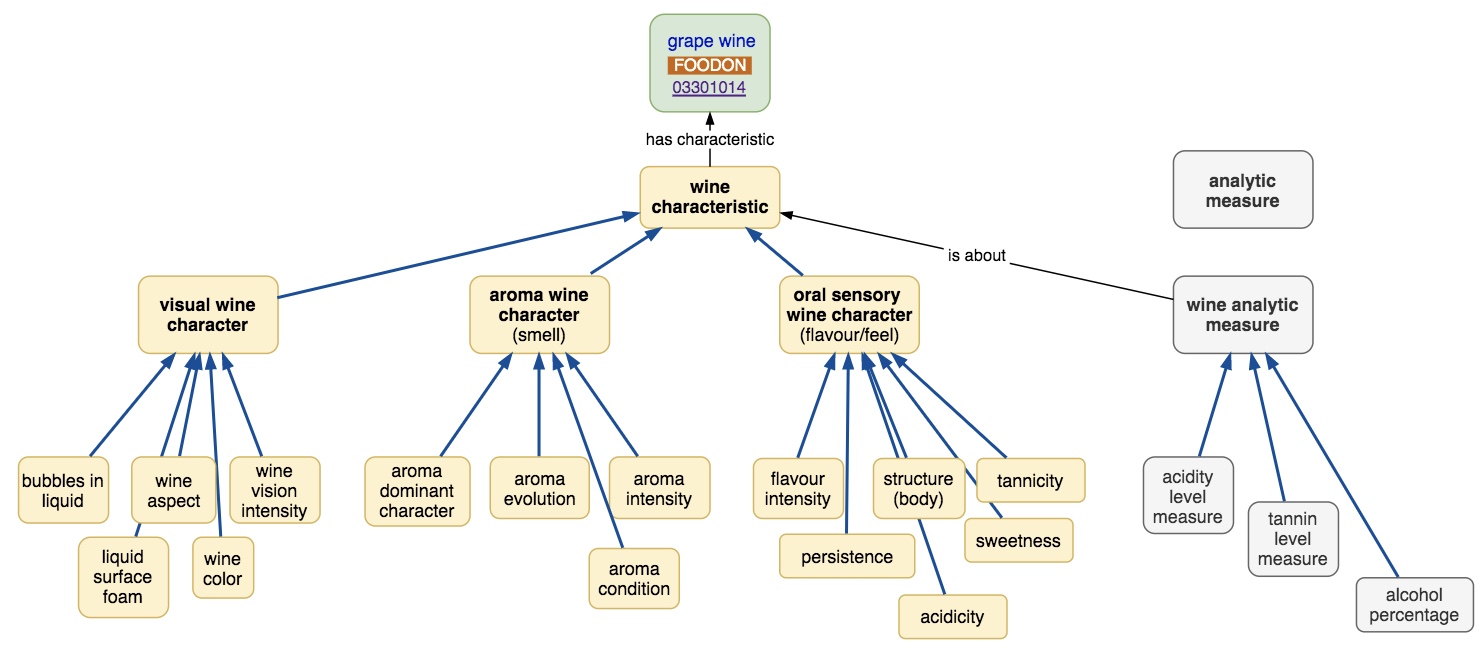 grape wine
FOODON
03301014
has characteristic
wine
characteristic
analytic
measure
is about
visual wine
character
aroma wine
character
(smell)
oral sensory
wine character
(flavour/feel)
wine analytic
measure
bubbles in
liquid
wine
aspect
wine
vision
intensity
liquid
surface
foam
wine
color
aroma
dominant
character
aroma
evolution
aroma
intensity
aroma
condition
flavour
intensity
structure
(body)
tannicity
persistence
sweetness
acidicity
acidity
level
measure
tannin
level
measure
alcohol
percentage